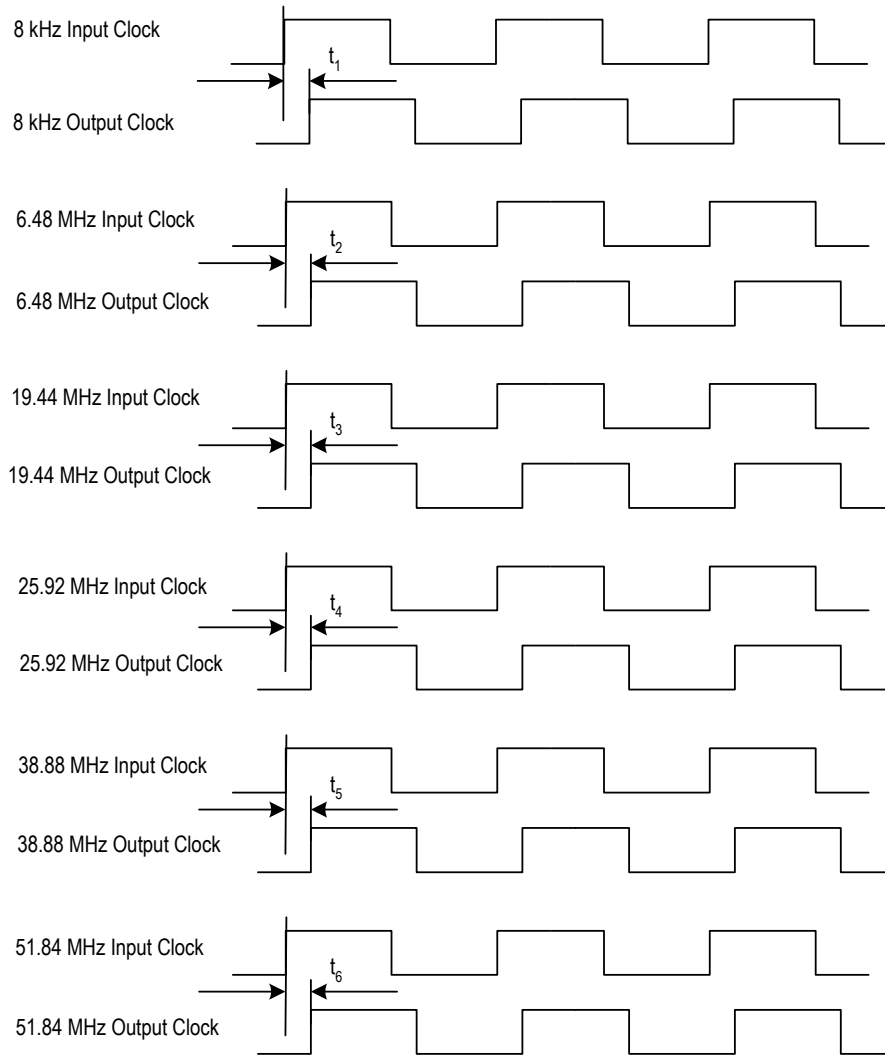 8 kHz Input Clock
t1
8 kHz Output Clock
6.48 MHz Input Clock
t2
6.48 MHz Output Clock
19.44 MHz Input Clock
t3
19.44 MHz Output Clock
25.92 MHz Input Clock
t4
25.92 MHz Output Clock
38.88 MHz Input Clock
t5
38.88 MHz Output Clock
51.84 MHz Input Clock
t6
51.84 MHz Output Clock